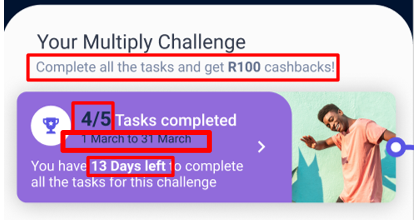 Your Multiply Challenge
Complete all the tasks and get R100 cashbacks!
4/5 Tasks completed
1 March to 31 March
You have 13 Days left to complete
all the tasks for this challenge